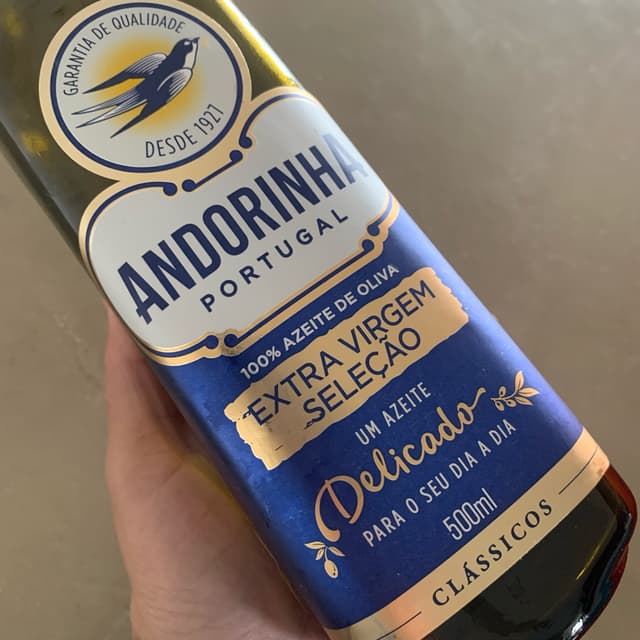 GARANTIA DE QUALIDADE
DESDE 1927
ANDORINHA
PORTUGAL
100% AZEITE DE OLIVA
EXTRA VIRGEM
SELEÇÃO
UM AZEITE
Delicado
PARA O SEU DIA A DIA
500ml
CLÁSSICOS